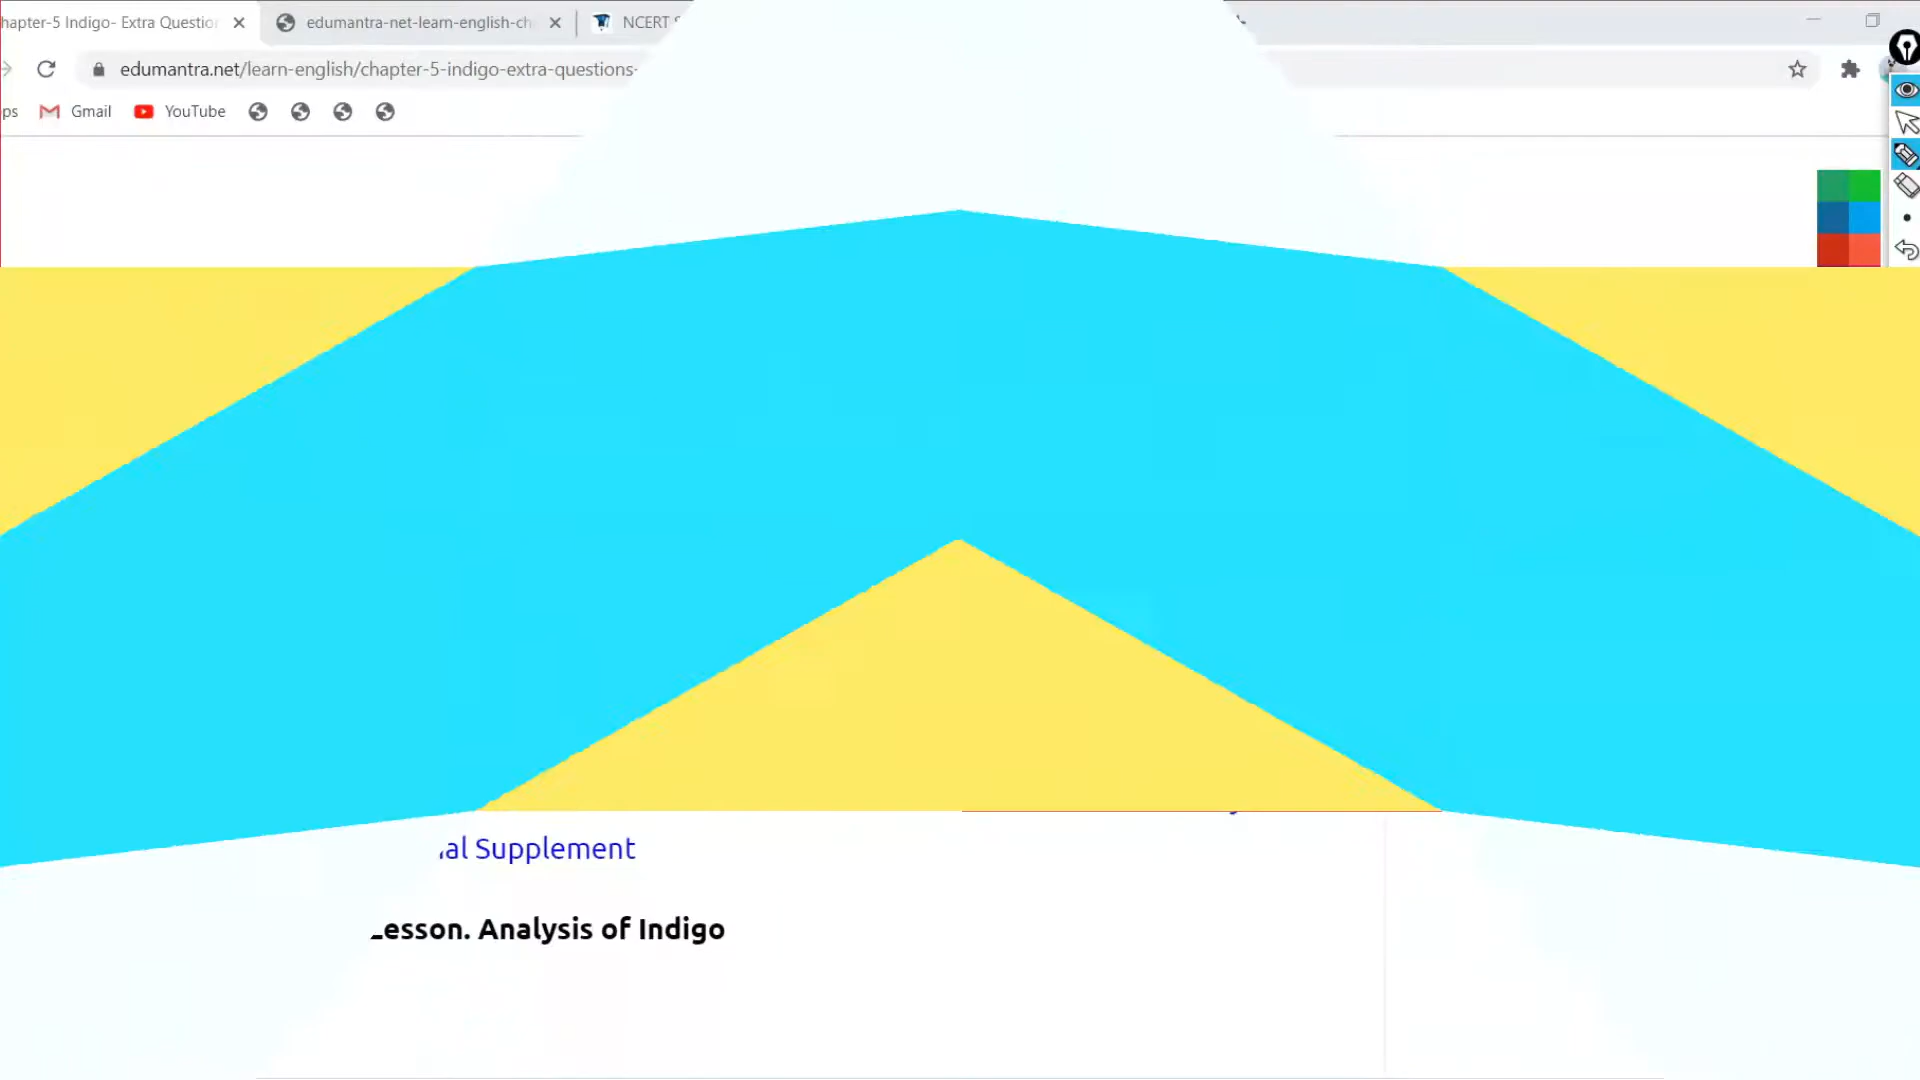 hapter-5 Indigo- Extra Questio
edumantra-net-learn-english-ch
NCERT S
edumantra.net/learn-english/chapter-5-indigo-extra-questions-
ps
Gmail
YouTube
al Supplement
Lesson. Analysis of Indigo